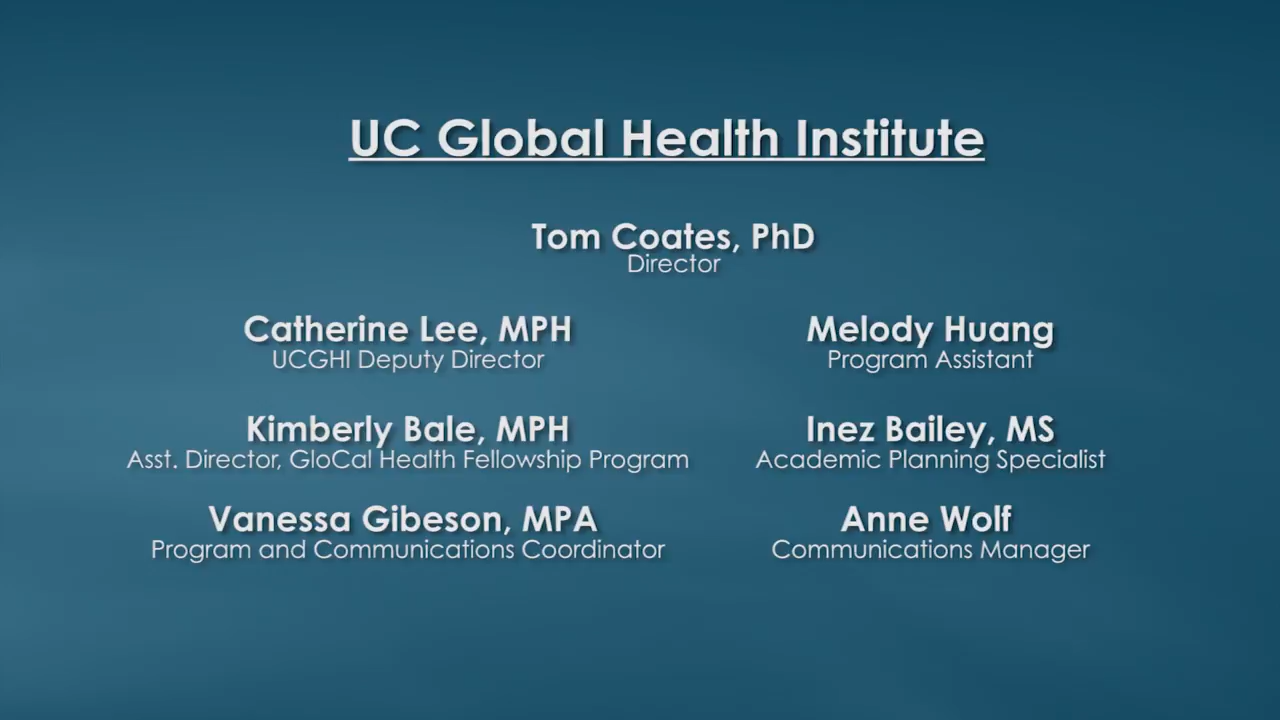 UC Global Health Institute
Tom Coates, PhD
Director
Catherine Lee, MPH
UCGHI Deputy Director
Melody Huang
Program Assistant
Kimberly Bale, MPH
Asst. Director, GloCal Health Fellowship Program
Inez Bailey, MS
Academic Planning Specialist
Vanessa Gibeson, MPA
Program and Communications Coordinator
Anne Wolf
Communications Manager